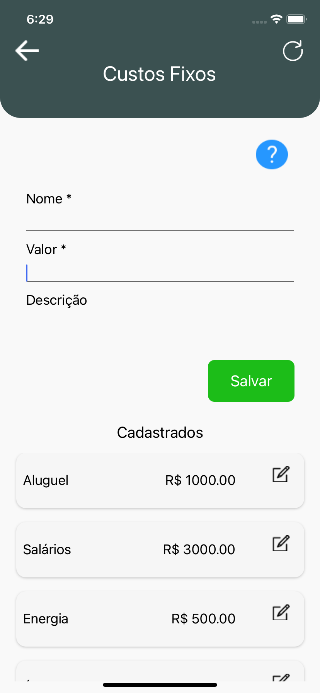 6:29
Custos Fixos
?
Nome *
Valor *
Descrição
Salvar
Cadastrados
Aluguel R$ 1000.00
Salários R$ 3000.00
Energia R$ 500.00